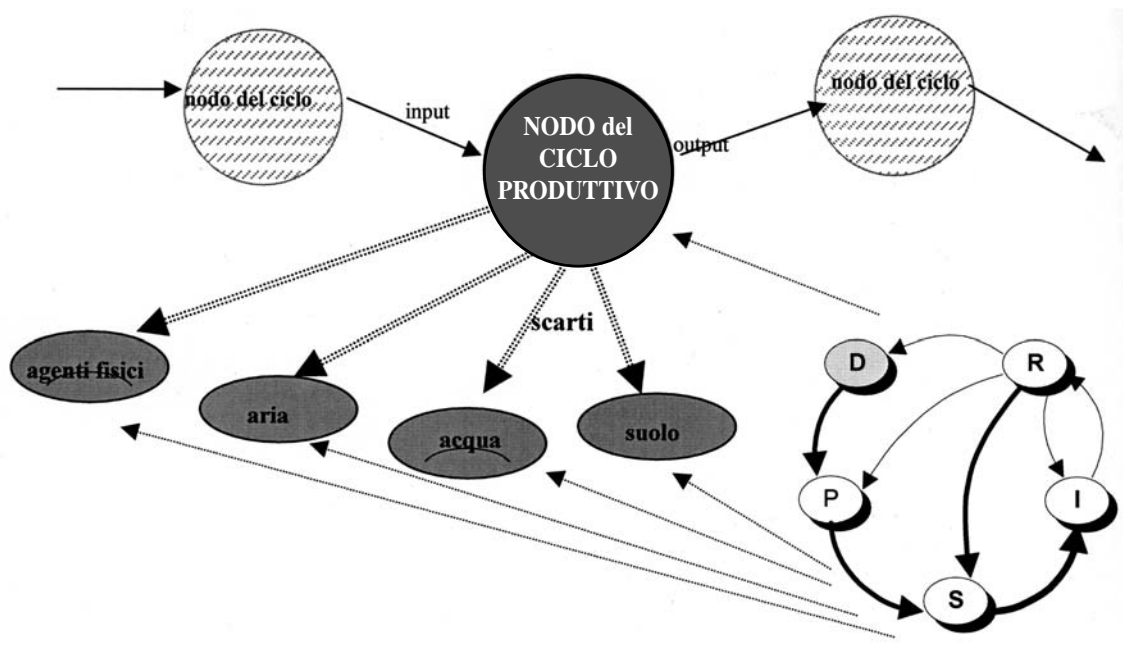 nodo del ciclo
input
NODO del
CICLO
PRODUTTIVO
output
nodo del ciclo
scarti
agenti fisici
aria
acqua
suolo
D
R
P
I
S